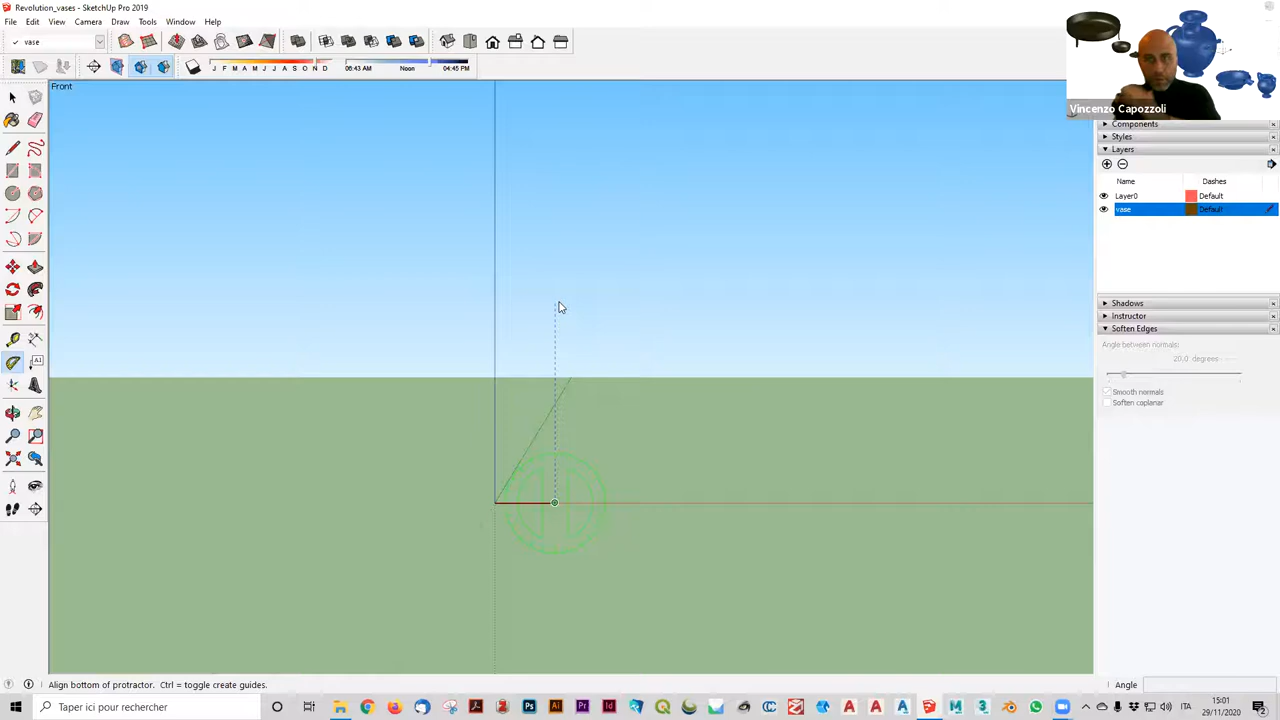 Revolution_vases - SketchUp Pro 2019
File Edit View Camera Draw Tools Window Help
vase
J F M A M J J A S O N D
06:43 AM Noon 04:45 PM
Front
Vincenzo Capozzoli
Components
Styles
Layers
Name Dashes
Layer0 Default
vase Default
Shadows
Instructor
Soften Edges
Angle between normals:
20.0 degrees
Smooth normals
Soften coplanar
Align bottom of protractor. Ctrl = toggle create guides.
Angle
Taper ici pour rechercher
ITA
15:01
29/11/2020